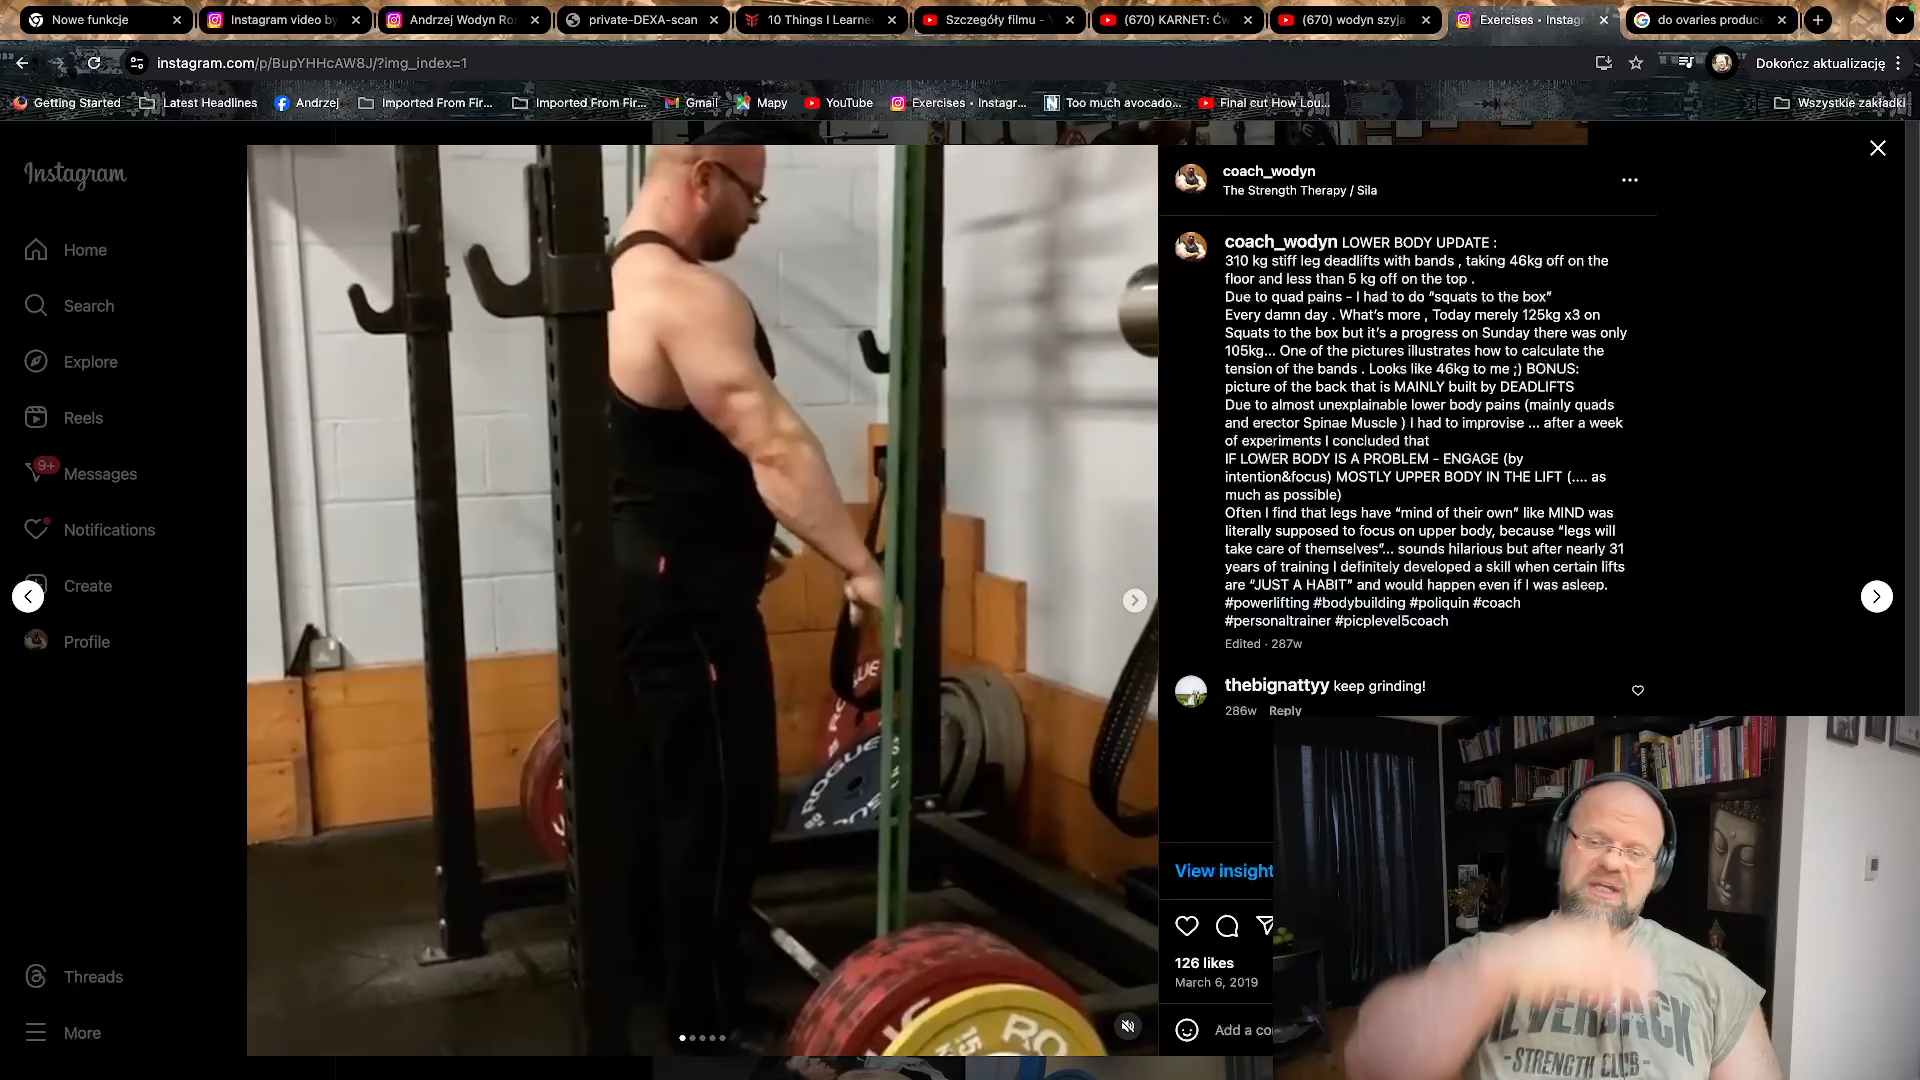 Nowe funkcje
Instagram video by
Andrzej Wodyn Ros
private-DEXA-scan
10 Things I Learne
Szczegóły filmu - Y
(670) KARNET: Ćw
(670) wodyn szyja
Exercises • Instagr
do ovaries produce
instagram.com/p/BupYHHcAW8J/?img_index=1
Dokończ aktualizację
Getting Started
Latest Headlines
Andrzej
Imported From Fir...
Imported From Fir...
Gmail
Mapy
YouTube
Exercises • Instagr...
Too much avocado...
Final cut How Lou...
Wszystkie zakładki
Instagram
Home
Search
Explore
Reels
9+
Messages
Notifications
Create
Profile
Threads
More
coach_wodyn
The Strength Therapy / Sila
coach_wodyn LOWER BODY UPDATE :
310 kg stiff leg deadlifts with bands , taking 46kg off on the
floor and less than 5 kg off on the top .
Due to quad pains - I had to do “squats to the box”
Every damn day . What’s more , Today merely 125kg x3 on
Squats to the box but it’s a progress on Sunday there was only
105kg... One of the pictures illustrates how to calculate the
tension of the bands . Looks like 46kg to me ;) BONUS:
picture of the back that is MAINLY built by DEADLIFTS
Due to almost unexplainable lower body pains (mainly quads
and erector Spinae Muscle ) I had to improvise ... after a week
of experiments I concluded that
IF LOWER BODY IS A PROBLEM - ENGAGE (by
intention&focus) MOSTLY UPPER BODY IN THE LIFT (.... as
much as possible)
Often I find that legs have “mind of their own” like MIND was
literally supposed to focus on upper body, because “legs will
take care of themselves”... sounds hilarious but after nearly 31
years of training I definitely developed a skill when certain lifts
are “JUST A HABIT” and would happen even if I was asleep.
#powerlifting #bodybuilding #poliquin #coach
#personaltrainer #picplevel5coach
Edited · 287w
thebignattyy keep grinding!
286w Reply
View insight
126 likes
March 6, 2019
Add a co
ROGUE
15
RO
STRENGTH CLUB